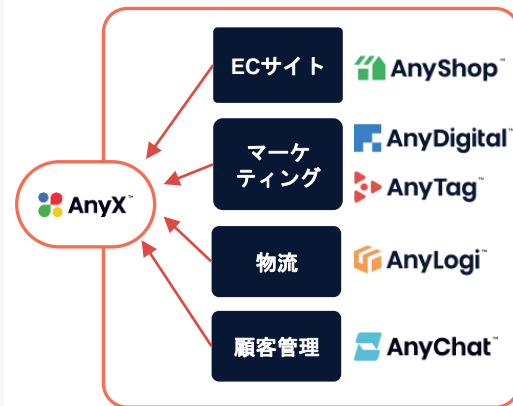 ECサイト
AnyShop™
マーケ
ティング
AnyDigital™
AnyTag™
AnyX™
物流
AnyLogi™
顧客管理
AnyChat™